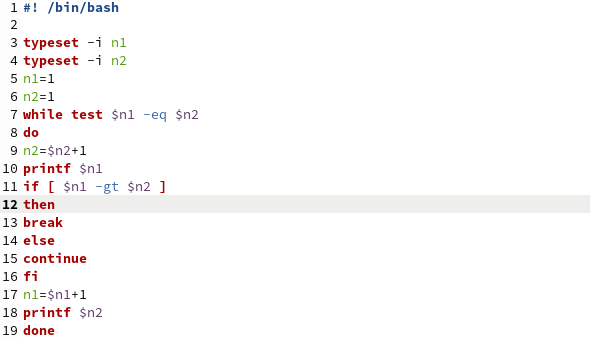 1 #! /bin/bash
2
3 typeset -i n1
4 typeset -i n2
5 n1=1
6 n2=1
7 while test $n1 -eq $n2
8 do
9 n2=$n2+1
10 printf $n1
11 if [ $n1 -gt $n2 ]
12 then
13 break
14 else
15 continue
16 fi
17 n1=$n1+1
18 printf $n2
19 done